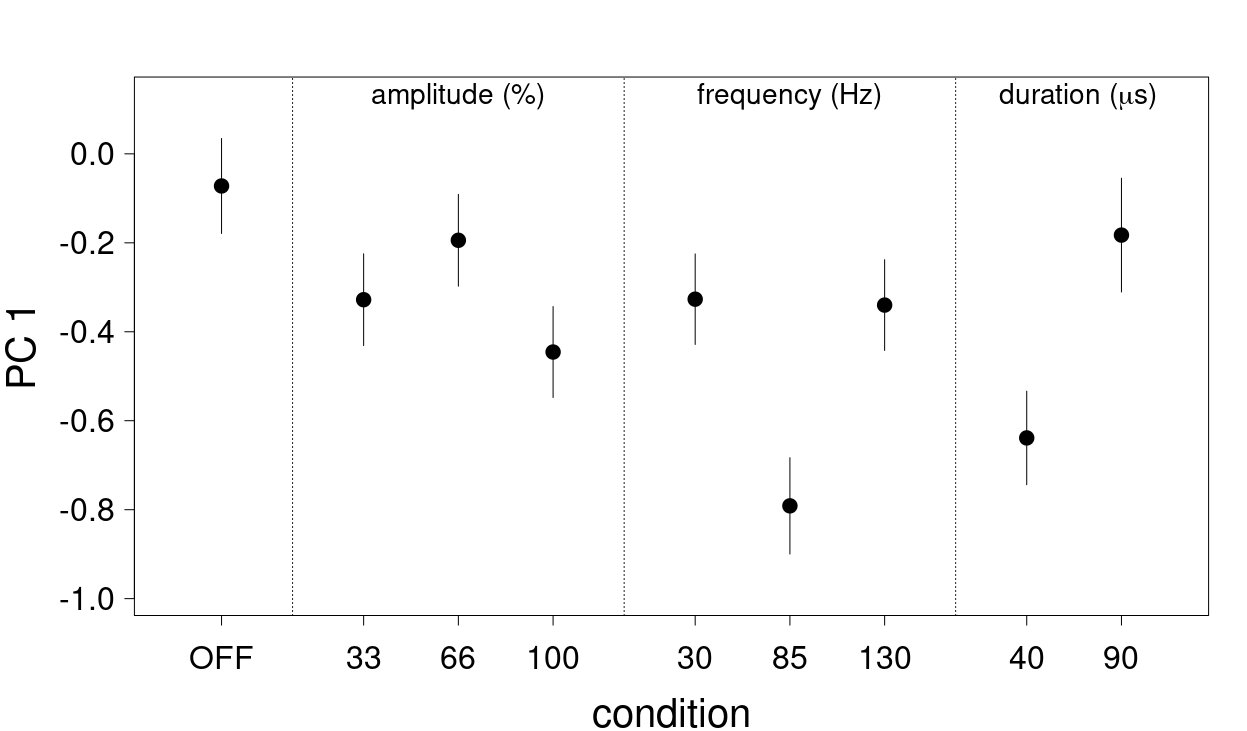 amplitude (%) frequency (Hz) duration (μs)
0.0
-0.2
-0.4
-0.6
-0.8
-1.0
PC 1
OFF 33 66 100 30 85 130 40 90
condition